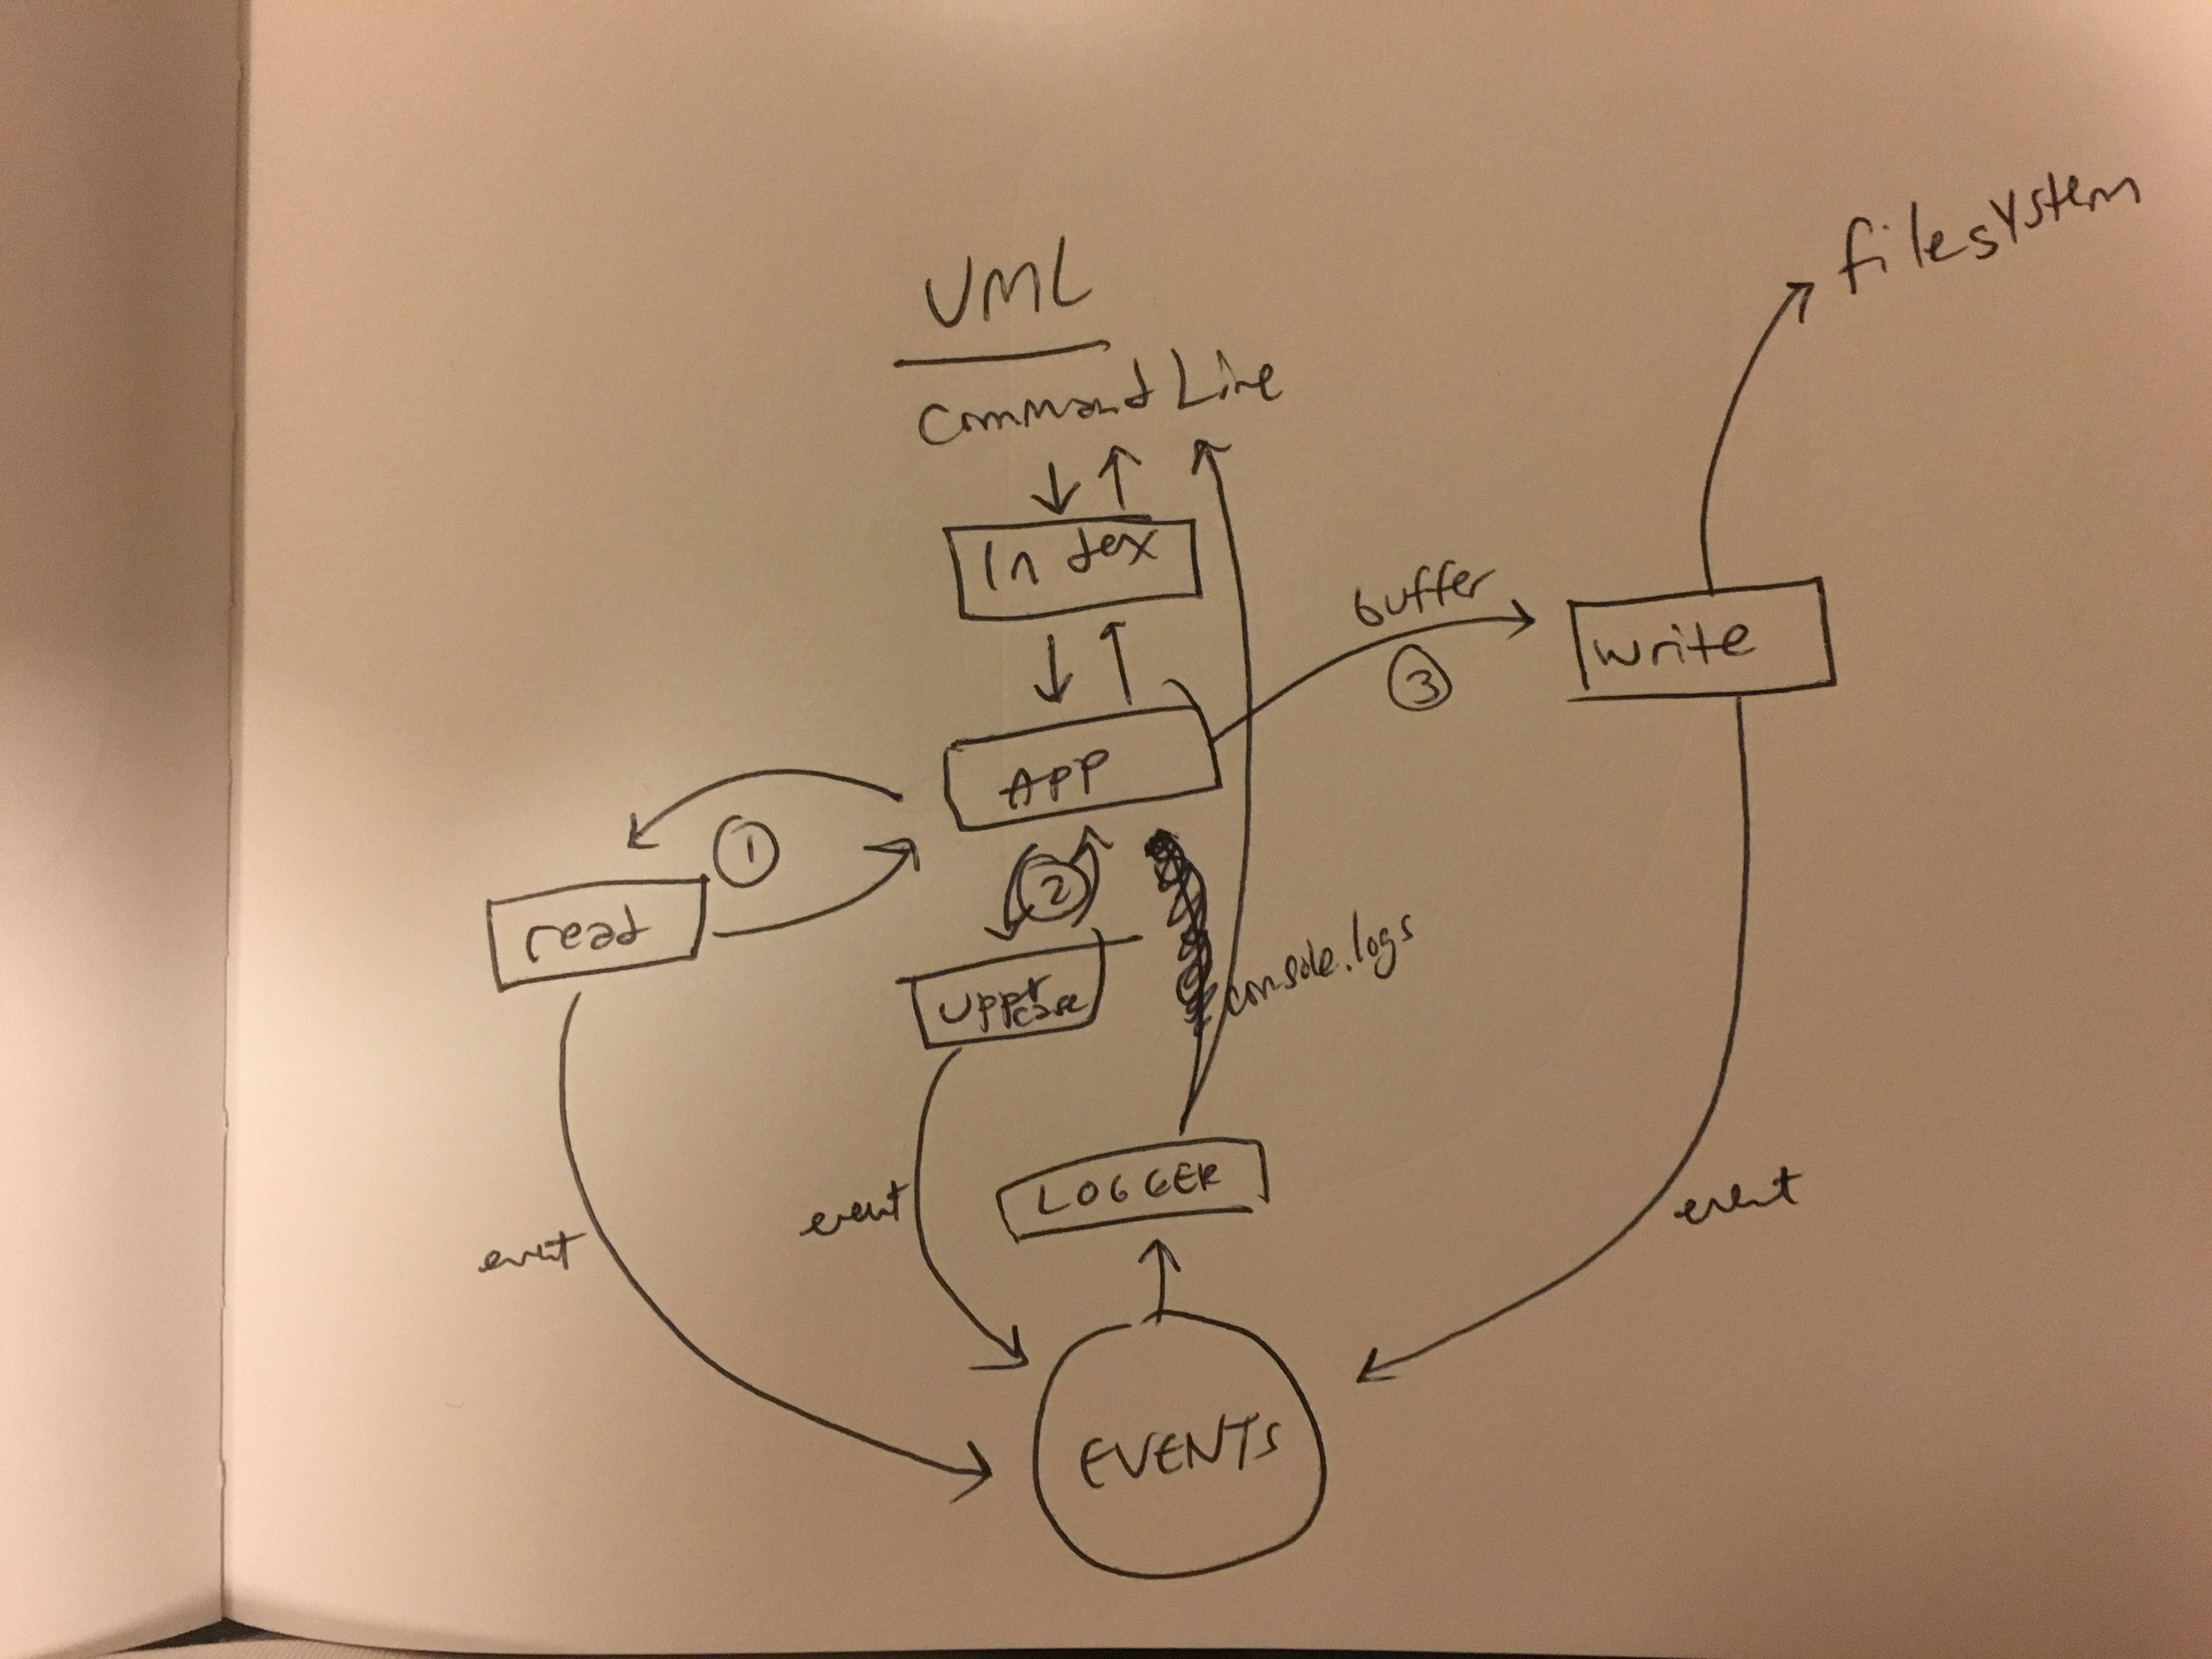 UML
Command Line
filesystem
Index
buffer
3
write
APP
1
2
read
upper
case
console.logs
LOGGER
event
event
event
EVENTS